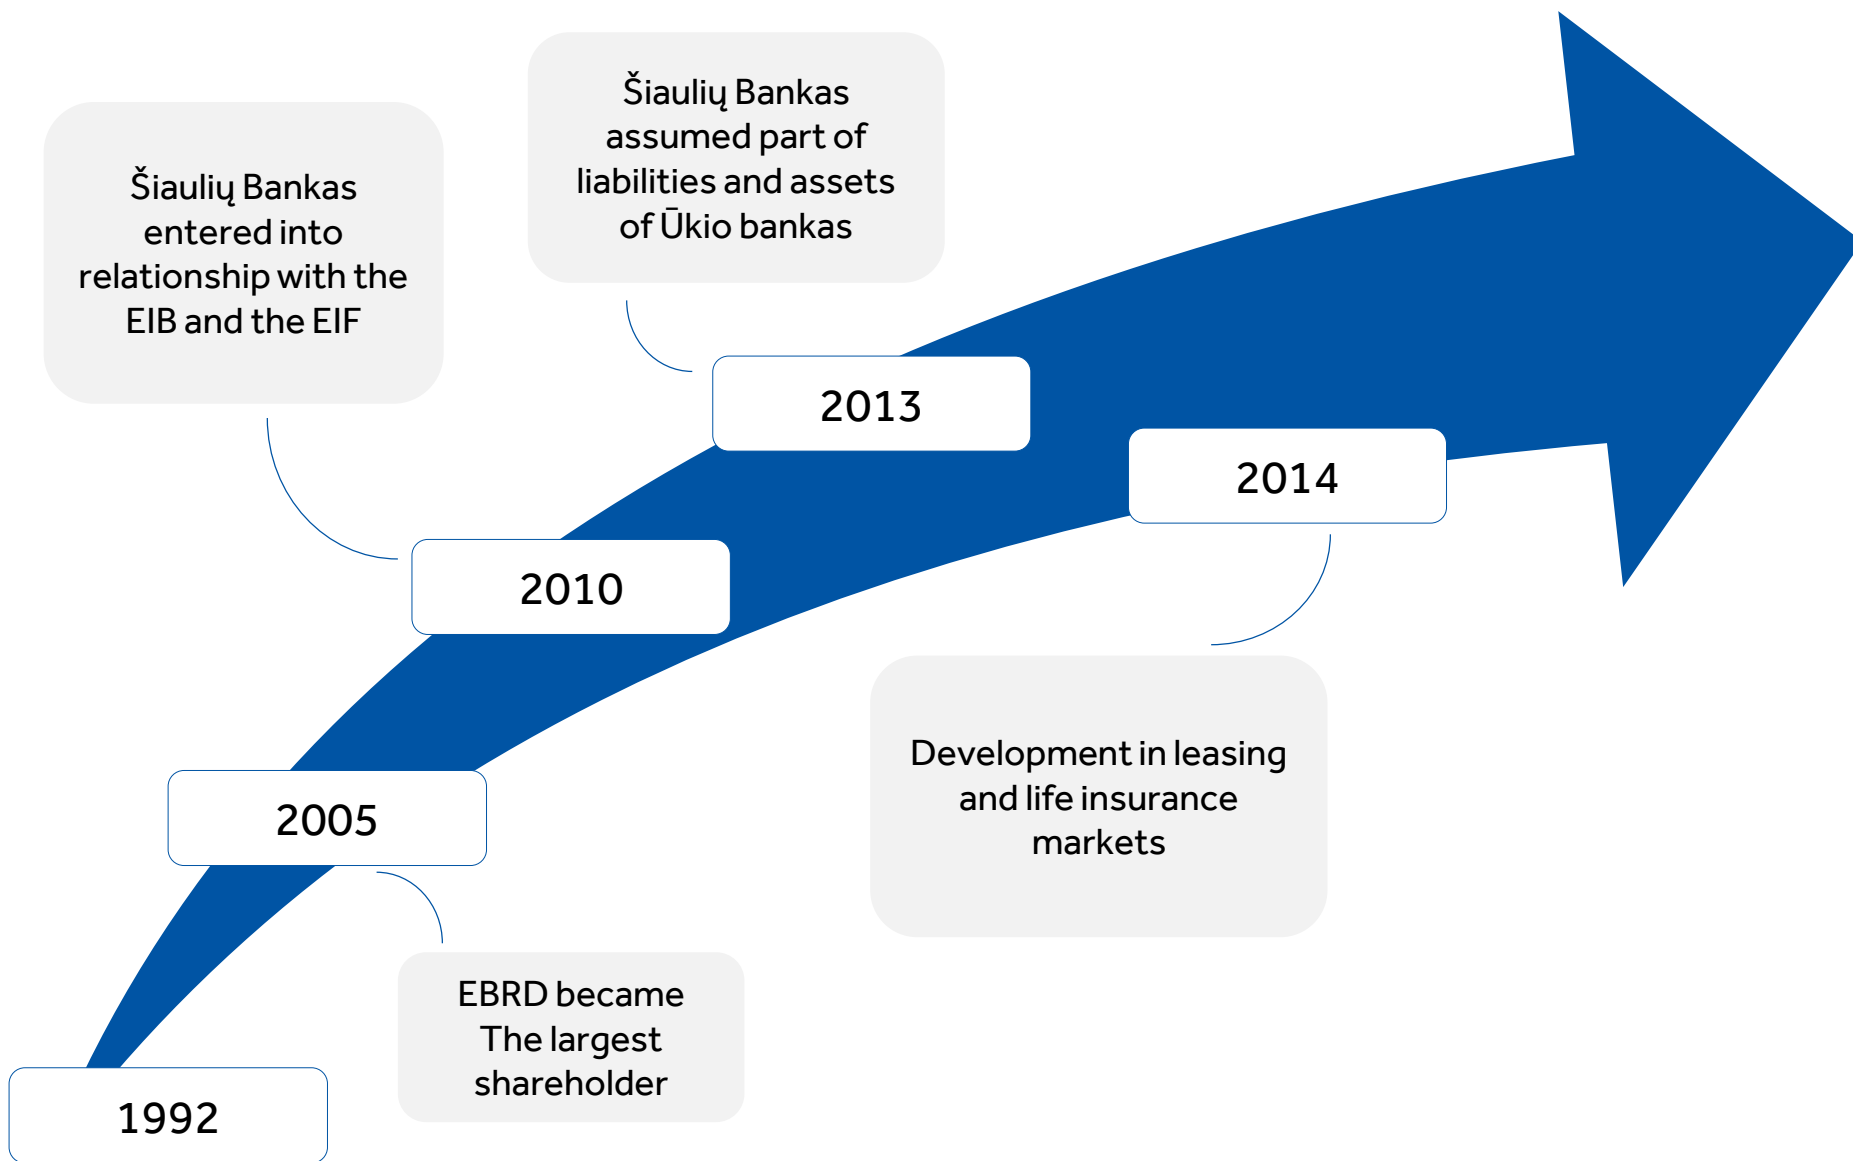 Šiaulių Bankas
assumed part of
liabilities and assets
of Ūkio bankas
Šiaulių Bankas
entered into
relationship with the
EIB and the EIF
2013
2014
2010
Development in leasing
and life insurance
markets
2005
EBRD became
The largest
shareholder
1992